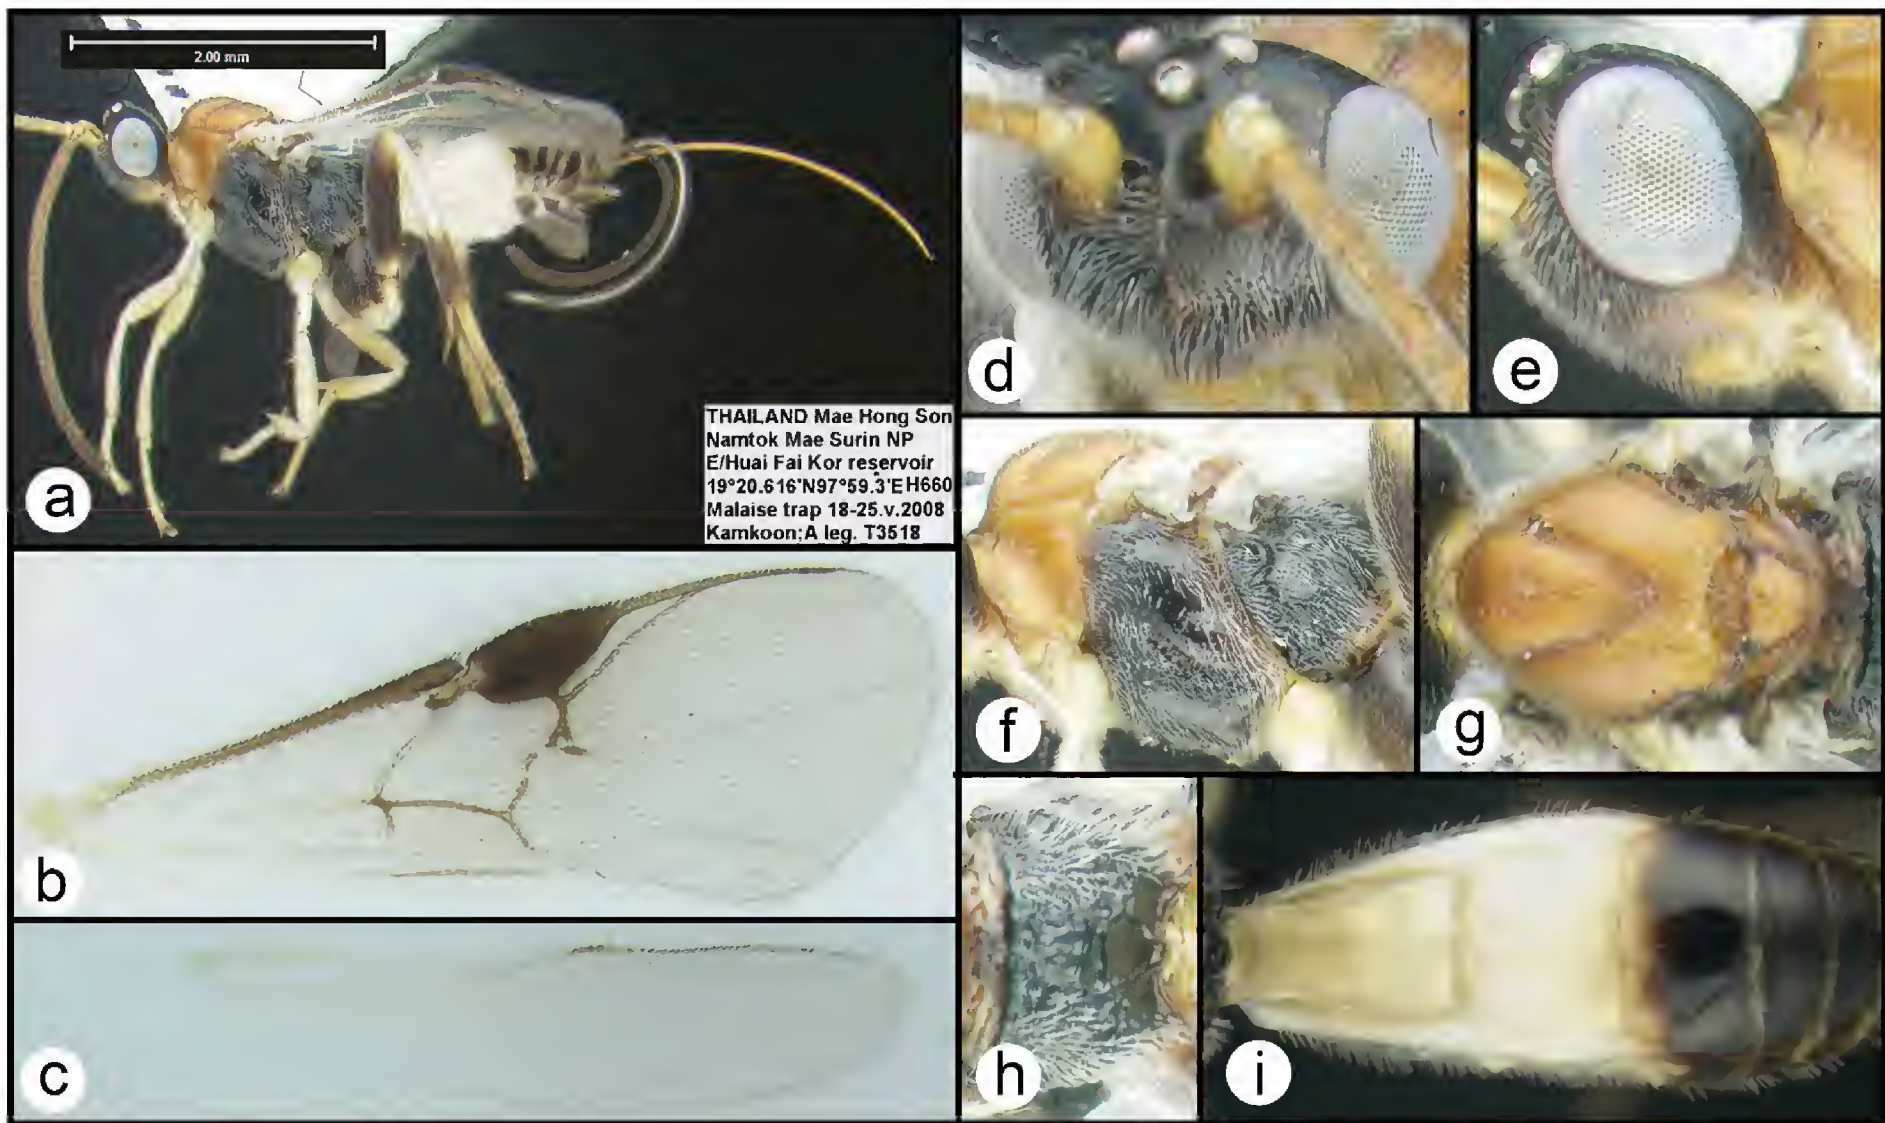 2.00 mm
THAILAND Mae Hong Son
Namtok Mae Surin NP
E/Huai Fai Kor reservoir
19°20.616'N97°59.3'E H660
Malaise trap 18-25.v.2008
Kamkoon;A leg. T3518
a
b
c
d
e
f
g
h
i